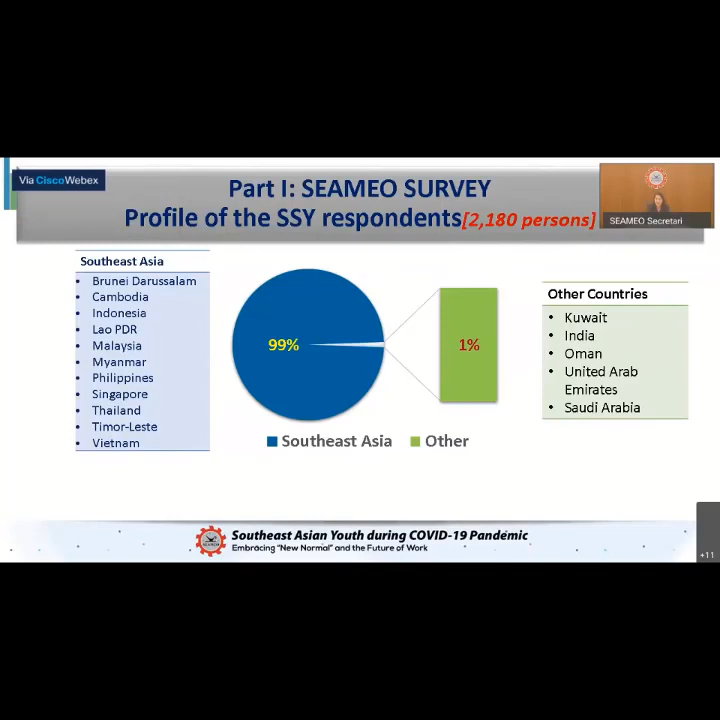 Via CiscoWebex
Part I: SEAMEO SURVEY
Profile of the SSY respondents[2,180 persons]
SEAMEO Secretari
Southeast Asia
• Brunei Darussalam
• Cambodia
• Indonesia
• Lao PDR
• Malaysia
• Myanmar
• Philippines
• Singapore
• Thailand
• Timor-Leste
• Vietnam
99%
1%
Southeast Asia
Other
Other Countries
• Kuwait
• India
• Oman
• United Arab
Emirates
• Saudi Arabia
Southeast Asian Youth during COVID-19 Pandemic
Embracing "New Normal" and the Future of Work
+11